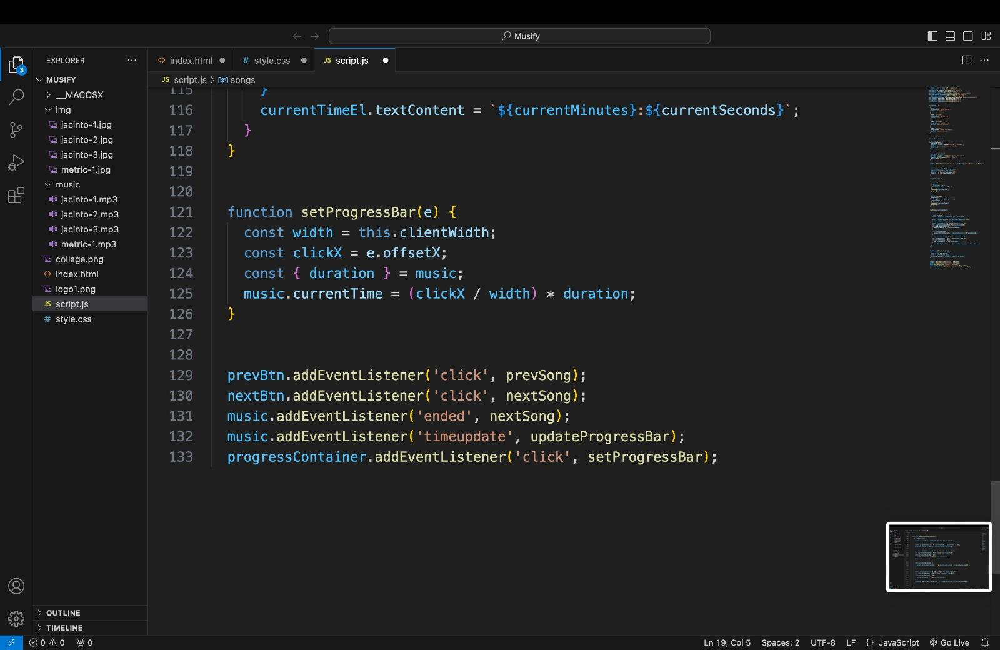 Musify
EXPLORER
3
MUSIFY
__MACOSX
img
jacinto-1.jpg
jacinto-2.jpg
jacinto-3.jpg
metric-1.jpg
music
jacinto-1.mp3
jacinto-2.mp3
jacinto-3.mp3
metric-1.mp3
collage.png
index.html
logo1.png
JS script.js
# style.css
OUTLINE
TIMELINE
index.html # style.css JS script.js
JS script.js > songs
115 }
116 currentTimeEl.textContent = `${currentMinutes}:${currentSeconds}`;
117 }
118 }
119
120
121 function setProgressBar(e) {
122 const width = this.clientWidth;
123 const clickX = e.offsetX;
124 const { duration } = music;
125 music.currentTime = (clickX / width) * duration;
126 }
127
128
129 prevBtn.addEventListener('click', prevSong);
130 nextBtn.addEventListener('click', nextSong);
131 music.addEventListener('ended', nextSong);
132 music.addEventListener('timeupdate', updateProgressBar);
133 progressContainer.addEventListener('click', setProgressBar);
0 0 0 Ln 19, Col 5 Spaces: 2 UTF-8 LF {} JavaScript Go Live